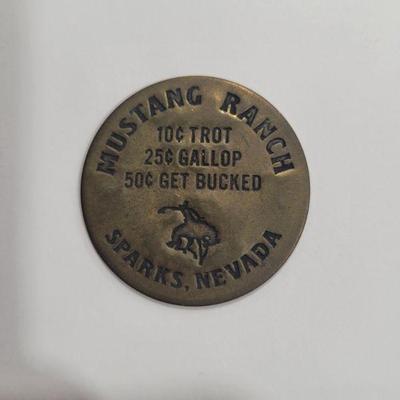 MUSTANG RANCH
10¢ TROT
25¢ GALLOP
50¢ GET BUCKED
SPARKS, NEVADA